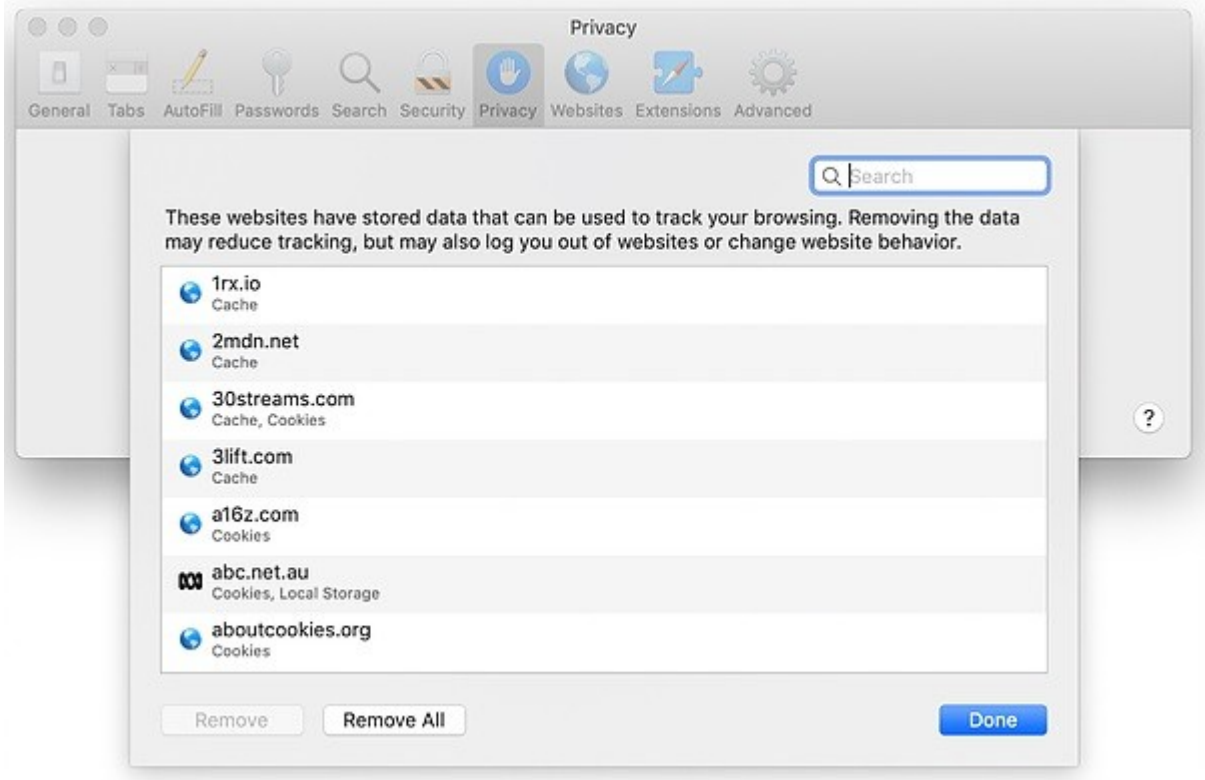 Privacy
General Tabs AutoFill Passwords Search Security Privacy Websites Extensions Advanced
Search
These websites have stored data that can be used to track your browsing. Removing the data
may reduce tracking, but may also log you out of websites or change website behavior.
1rx.io
Cache
2mdn.net
Cache
30streams.com
Cache, Cookies
3lift.com
Cache
a16z.com
Cookies
abc.net.au
Cookies, Local Storage
aboutcookies.org
Cookies
?
Remove Remove All Done